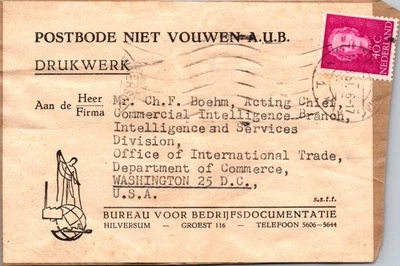 POSTBODE NIET VOUWEN A.U.B.
DRUKWERK
40C
NEDERLAND
Aan de Heer
Firma
Mr. Ch.F. Boehm, Acting Chief,
Commercial Intelligence Branch,
Intelligence and Services
Division,
Office of International Trade,
Department of Commerce,
WASHINGTON 25 D.C.,
U.S.A.
S.s.f.f.
BUREAU VOOR BEDRIJFSDOCUMENTATIE
HILVERSUM — GROEST 116 — TELEFOON 5606-5644